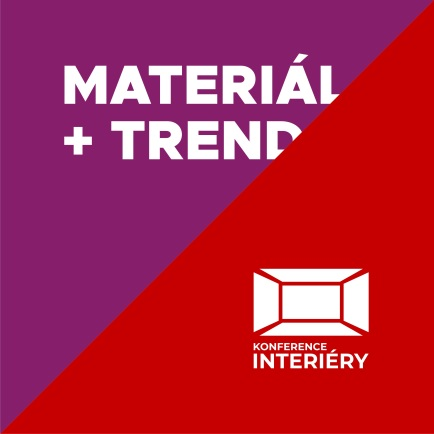 MATERIÁL
+ TREND
KONFERENCE
INTERIÉRY